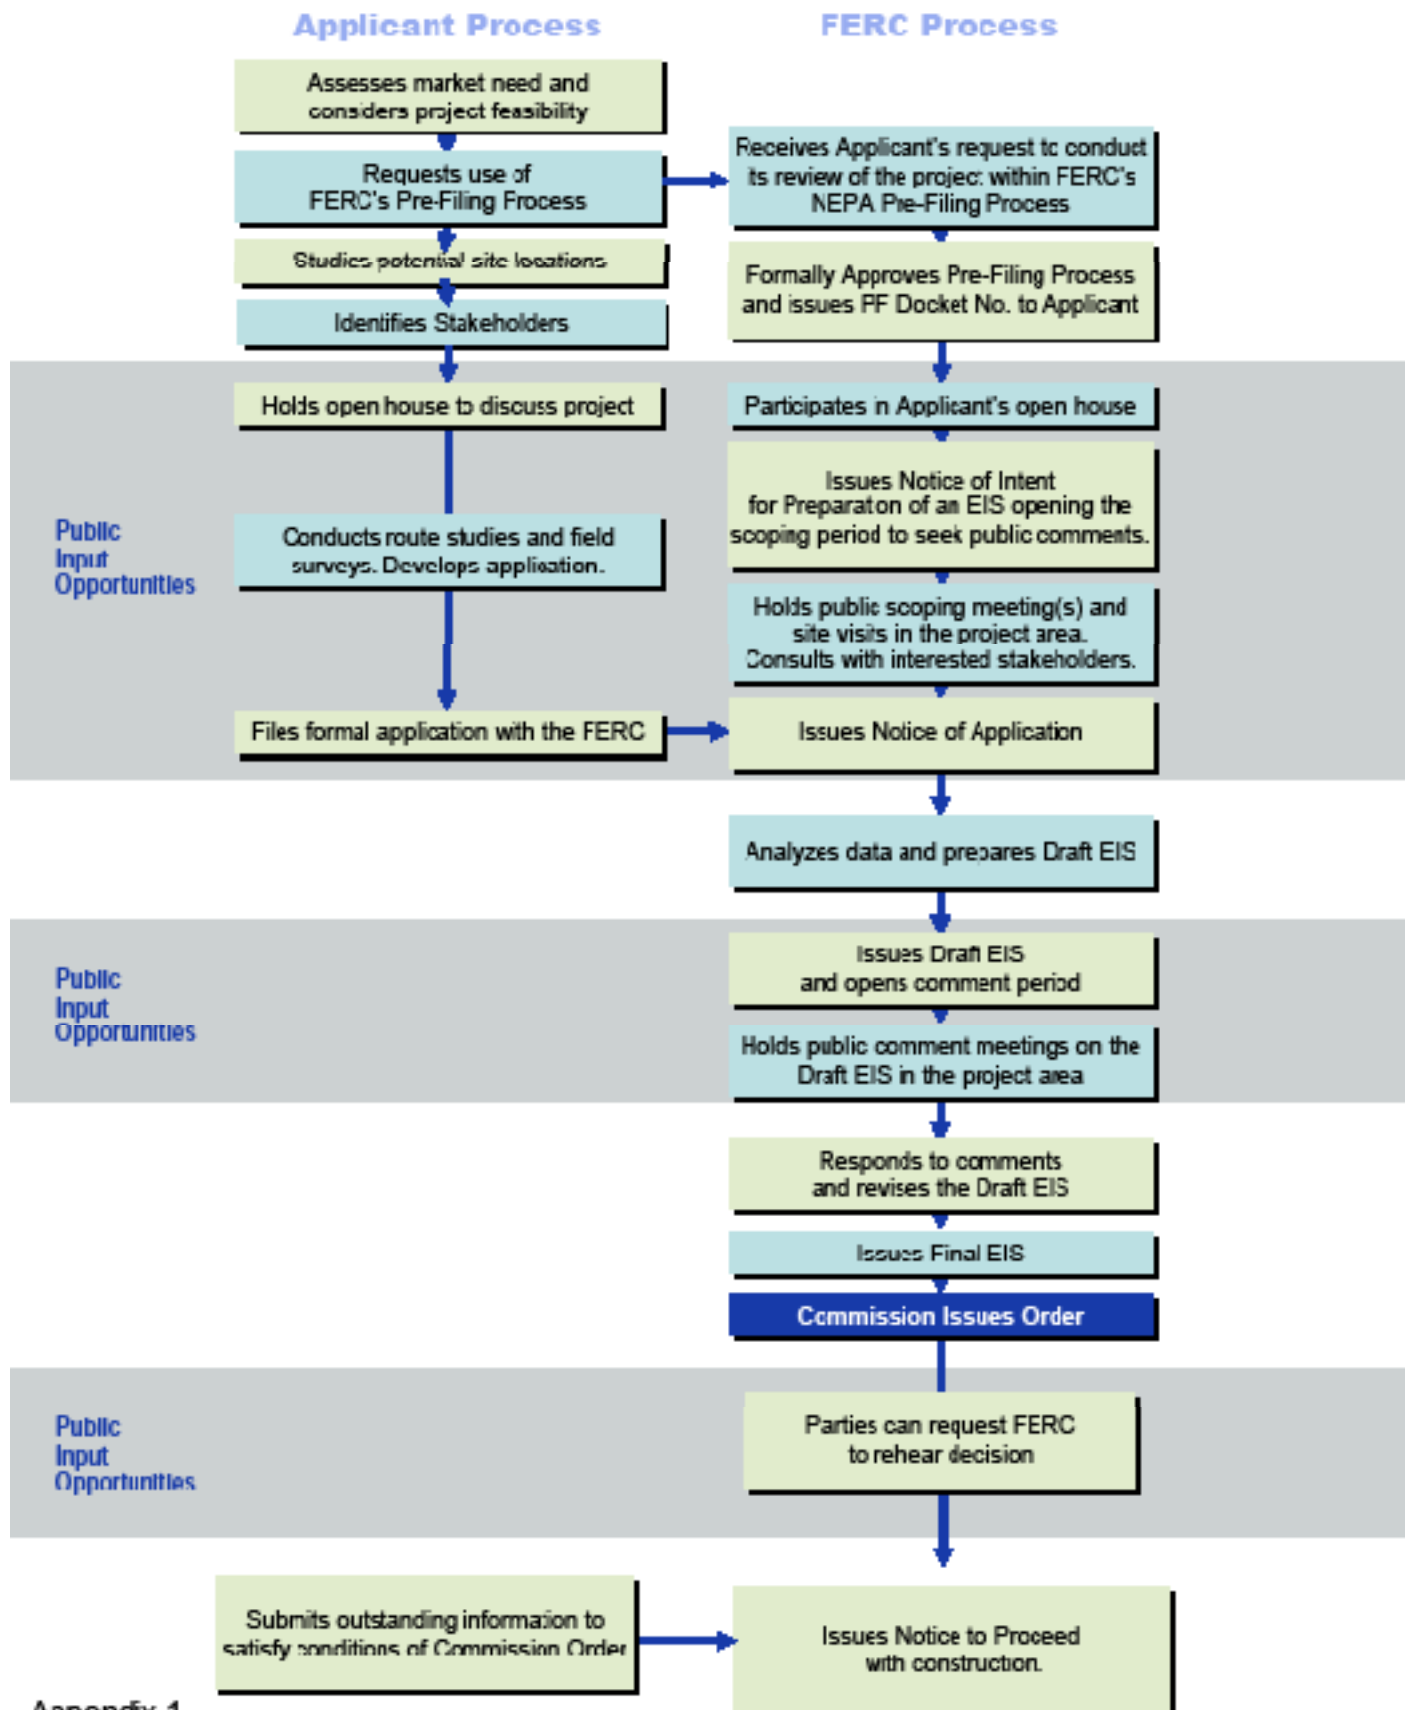 Applicant Process
FERC Process
Assesses market need and
considers project feasibility
Requests use of
FERC's Pre-Filing Process
Receives Applicant's request to conduct
its review of the project within FERC's
NEPA Pre-Filing Process
Studies potential site locations
Formally Approves Pre-Filing Process
and issues PF Docket No. to Applicant
Identifies Stakeholders
Public
Input
Opportunities
Holds open house to discuss project
Participates in Applicant's open house
Issues Notice of Intent
for Preparaton of an EIS opening the
scoping period to seek public comments.
Conducts route studies and field
surveys. Develops application.
Holds public scoping meeting(s) and
site visits in the project area.
Consults with interested stakeholders.
Files formal application with the FERC
Issues Notice of Application
Analyzes data and prepares Draft EIS
Public
Input
Opportunities
Issues Draft EIS
and opens comment period
Holds public comment meetings on the
Draft EIS in the project area
Responds to comments
and revises the Draft EIS
Issues Final EIS
Commission Issues Order
Public
Input
Opportunities
Parties can request FERC
to rehear decision
Submits outstanding information to
satisfy conditions of Commission Order
Issues Notice to Proceed
with construction.
Appendix 1